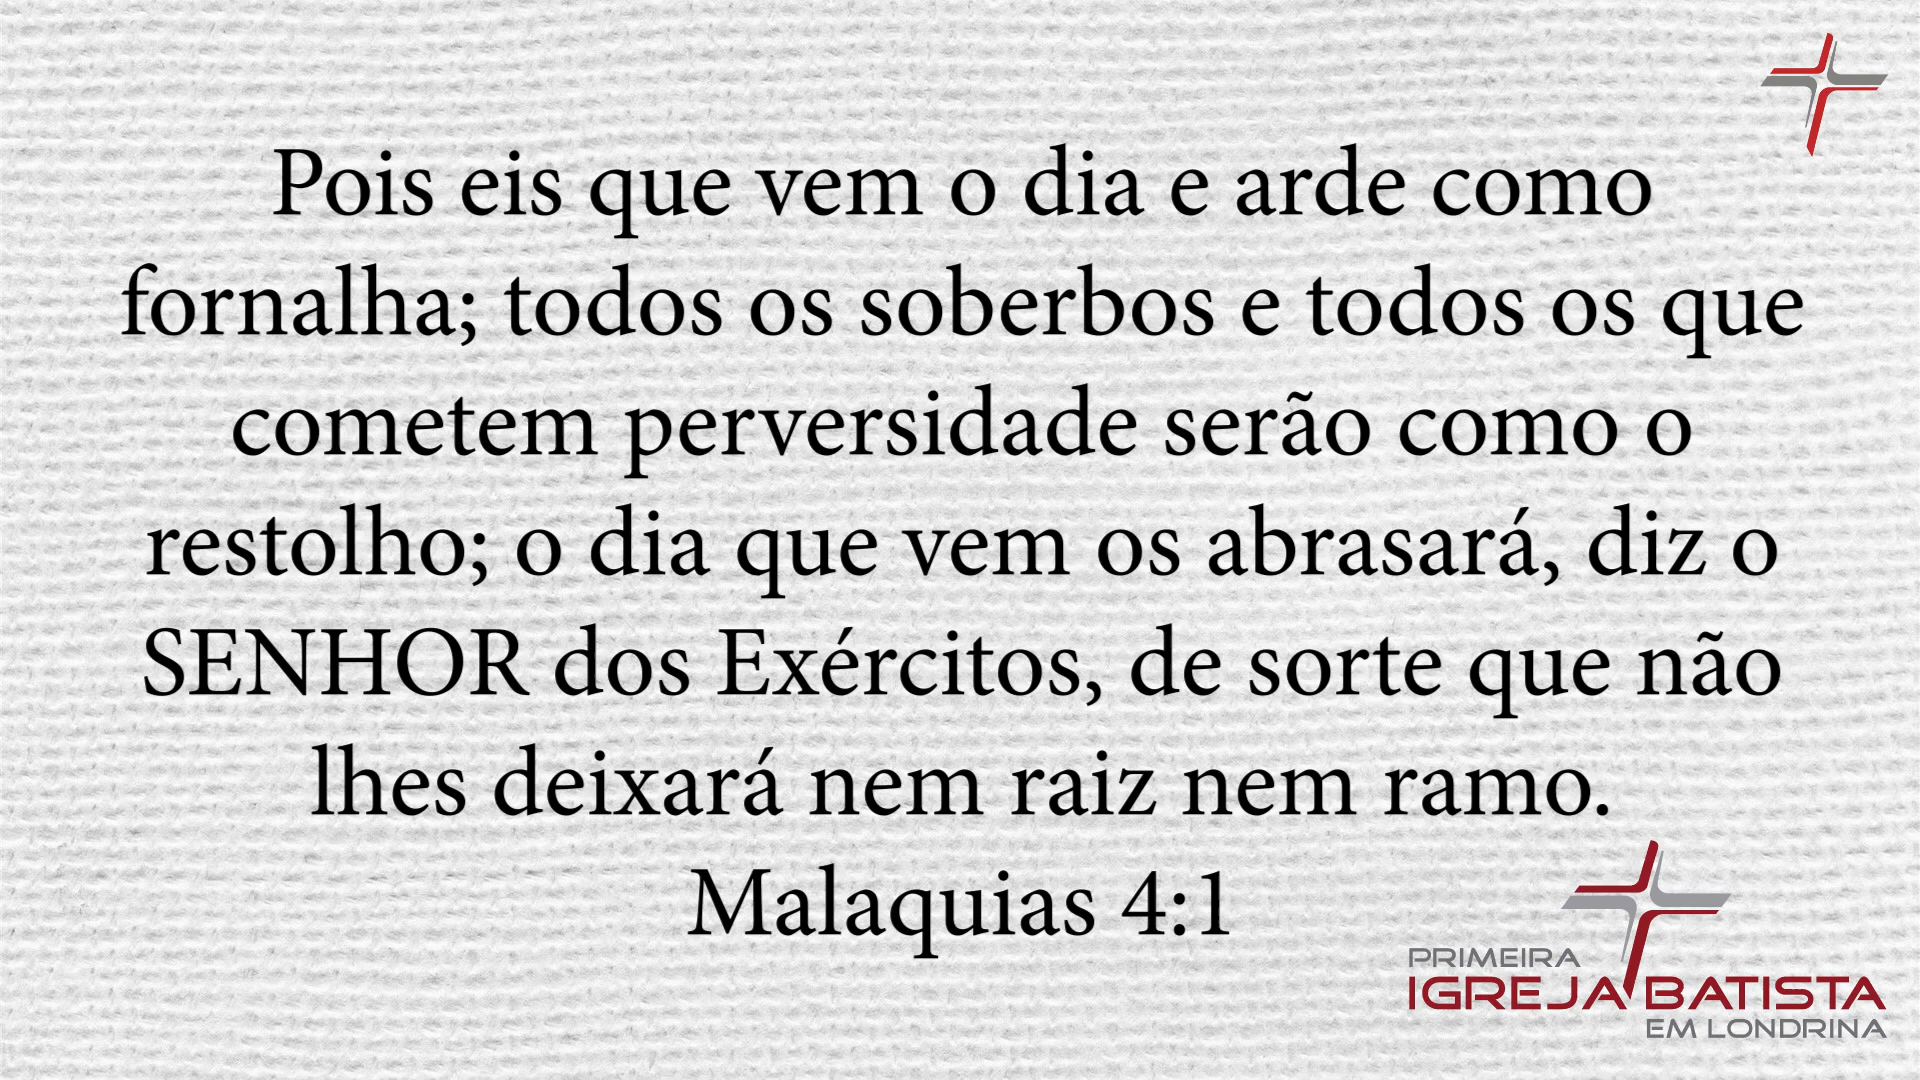 Pois eis que vem o dia e arde como
fornalha; todos os soberbos e todos os que
cometem perversidade serão como o
restolho; o dia que vem os abrasará, diz o
SENHOR dos Exércitos, de sorte que não
lhes deixará nem raiz nem ramo.
Malaquias 4:1
PRIMEIRA
IGREJA BATISTA
EM LONDRINA